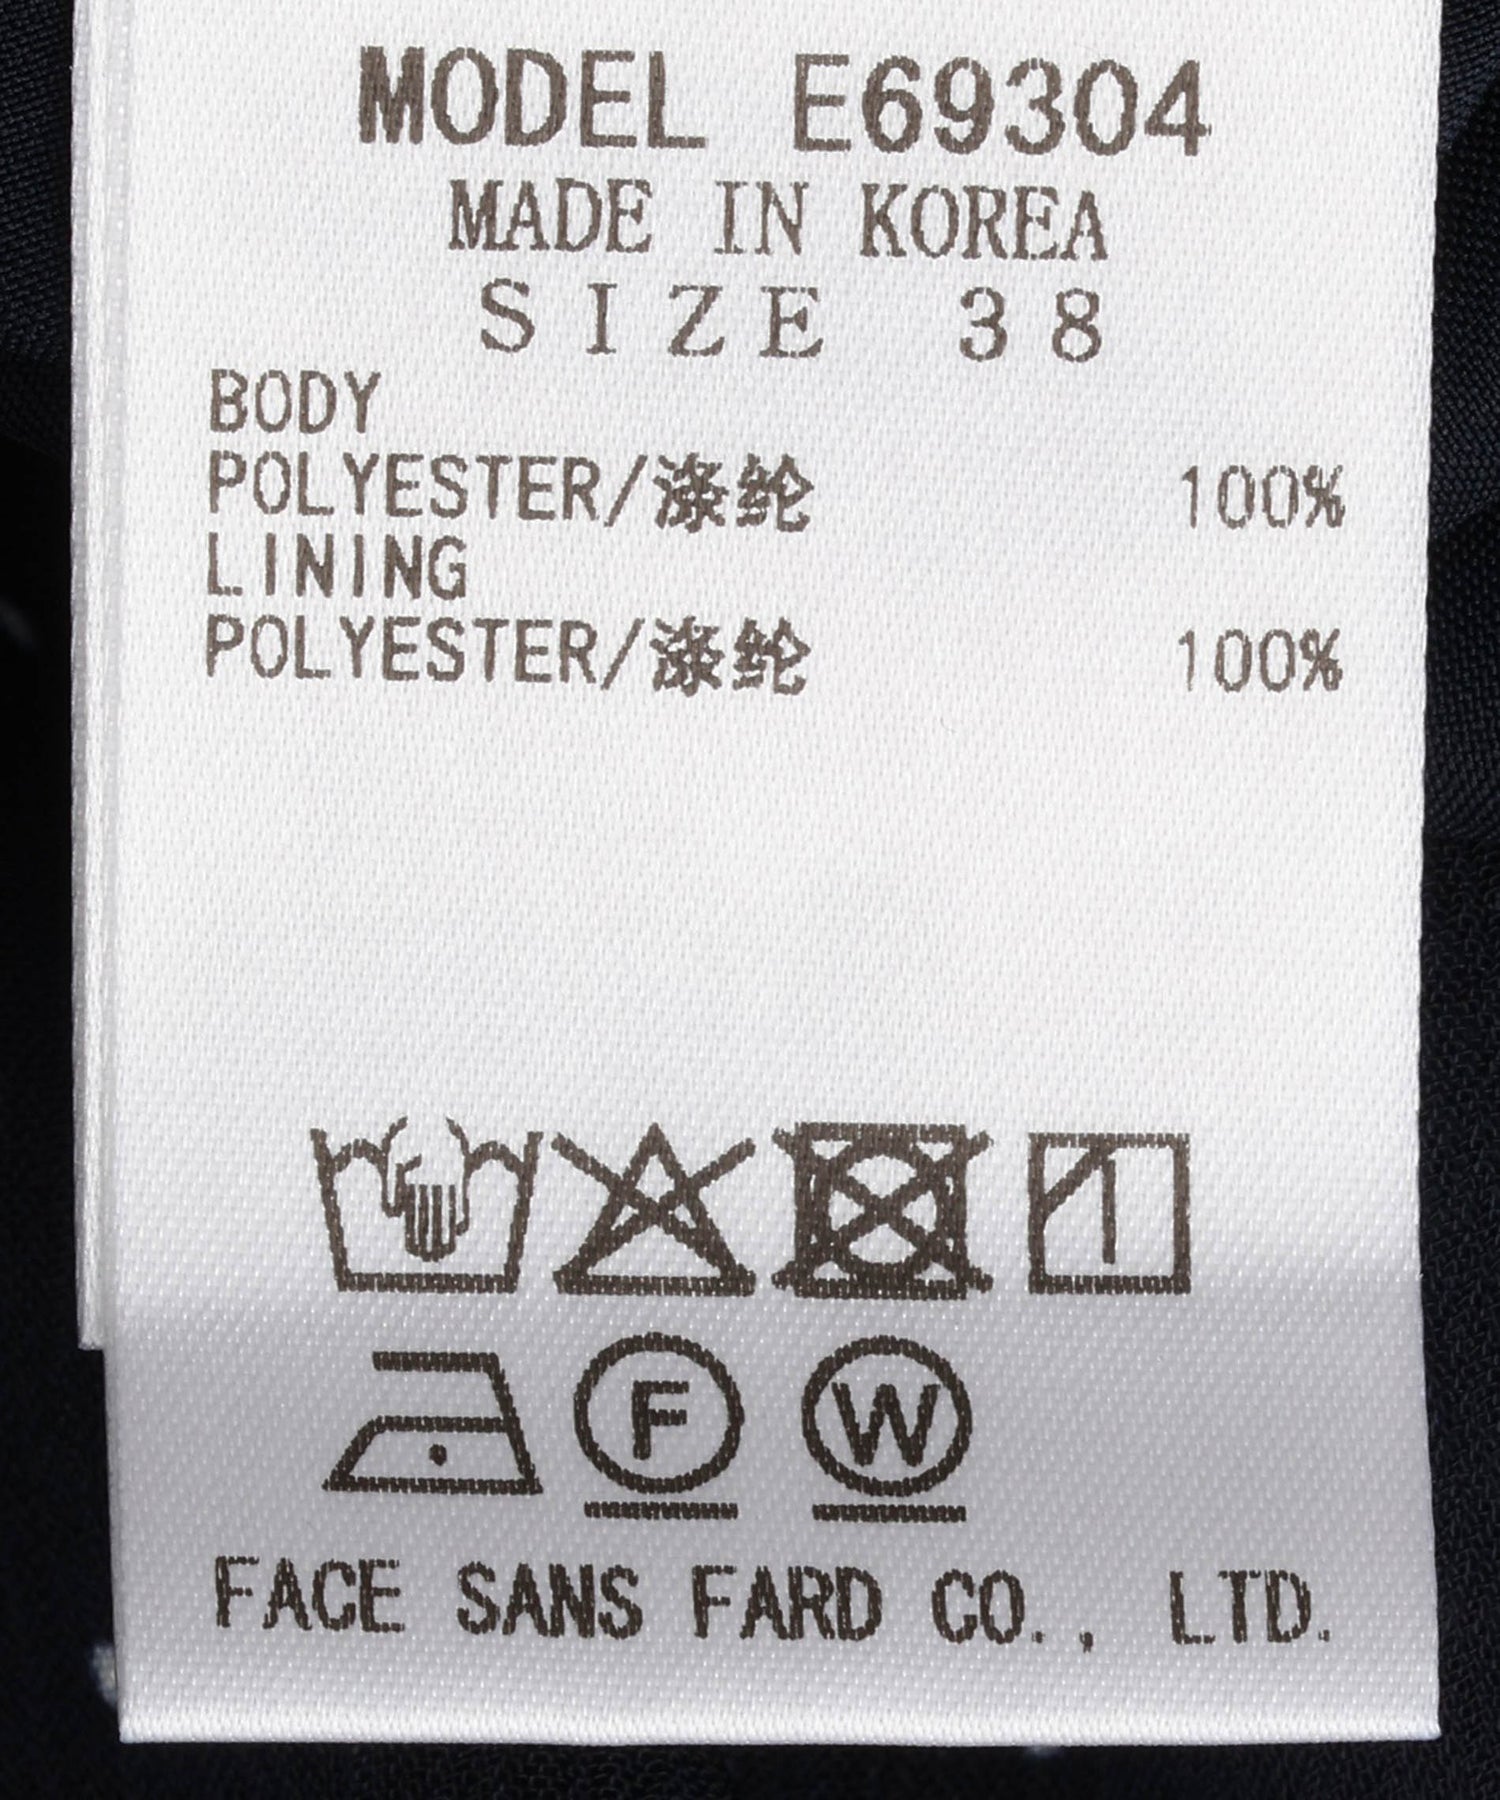 MODEL E69304
MADE IN KOREA
SIZE 38
BODY
POLYESTER/涤纶 100%
LINING
POLYESTER/涤纶 100%
F W
FACE SANS FARD CO., LTD.